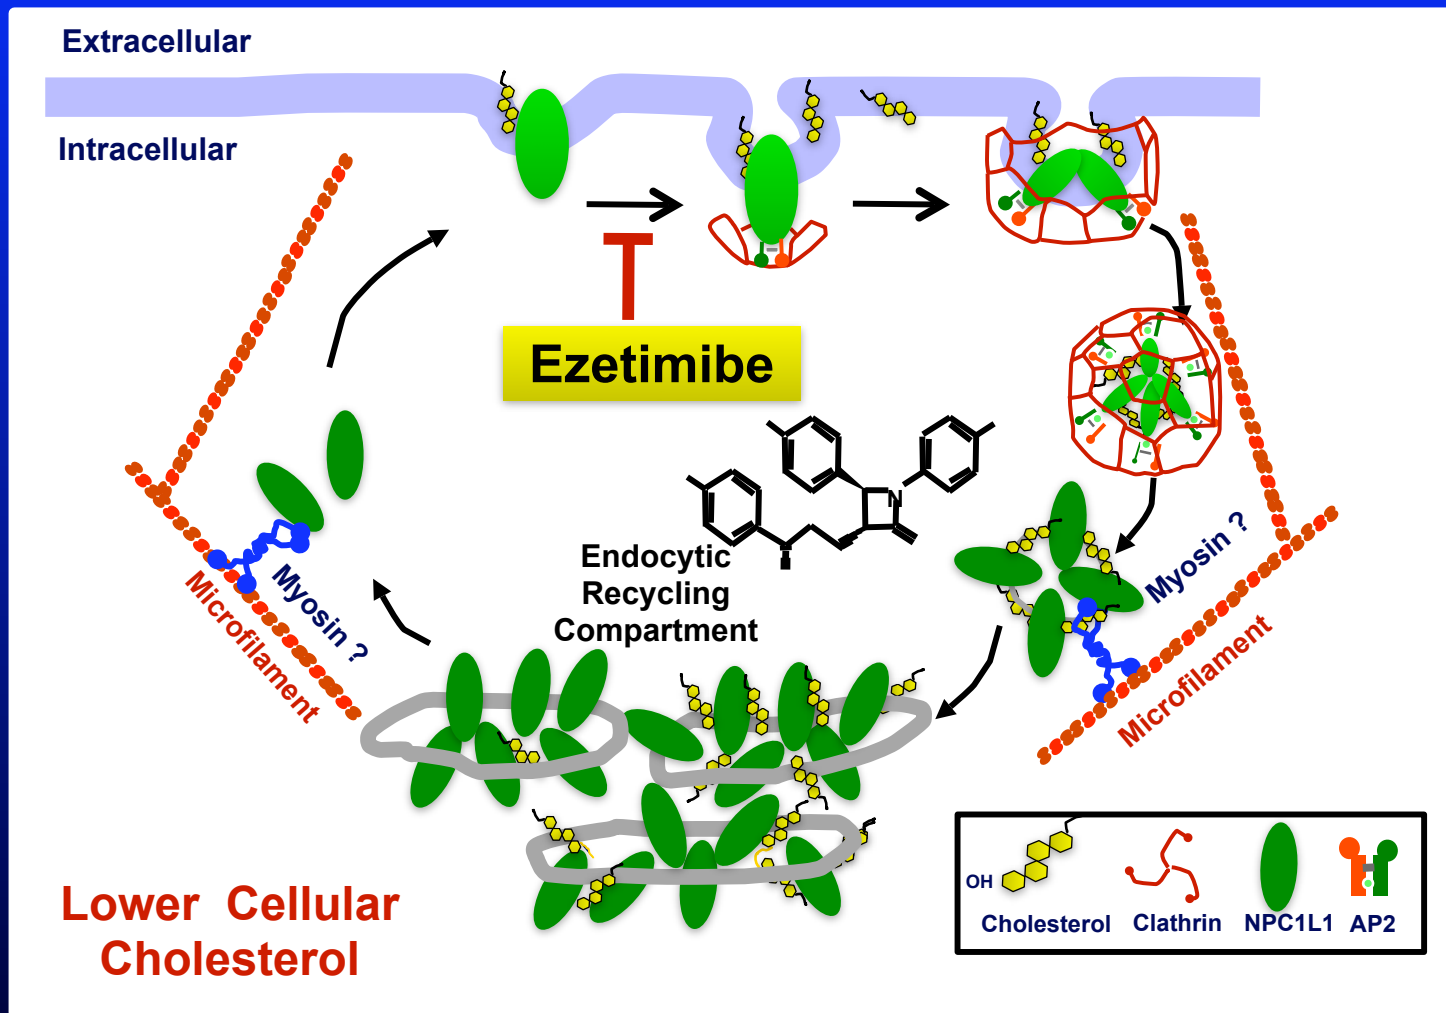 Extracellular
Intracellular
Ezetimibe
N
Endocytic
Recycling
Compartment
Myosin ?
Microfilament
Myosin ?
Microfilament
Lower Cellular
Cholesterol
OH
Cholesterol
Clathrin
NPC1L1
AP2